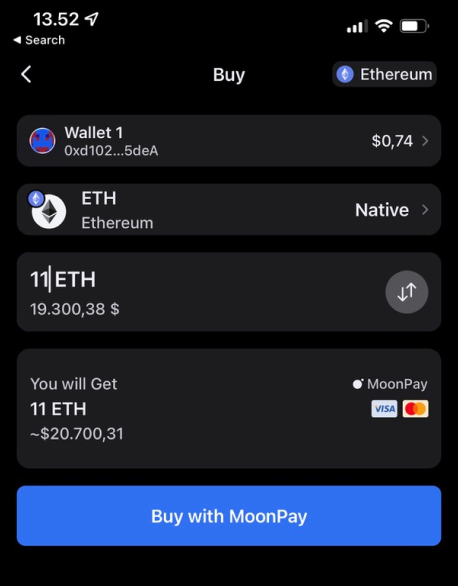 13.52
◀ Search
Buy
Ethereum
Wallet 1
0xd102...5deA
$0,74
ETH
Ethereum
Native
11 ETH
19.300,38 $
You will Get
MoonPay
11 ETH
VISA
~$20.700,31
Buy with MoonPay